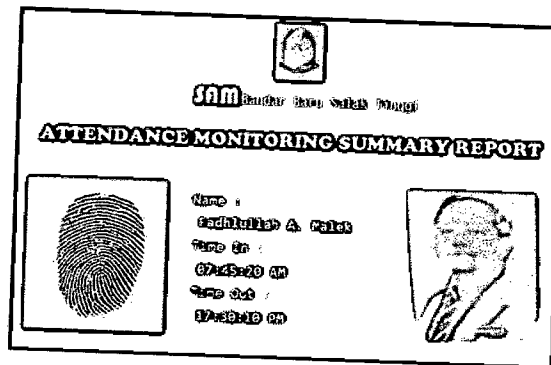 SAM Bandar Baru Salak Tinggi
ATTENDANCE MONITORING SUMMARY REPORT
Name :
Fadhlullah A. Malek
Time In :
07:45:20 AM
Time Out :
17:30:10 PM